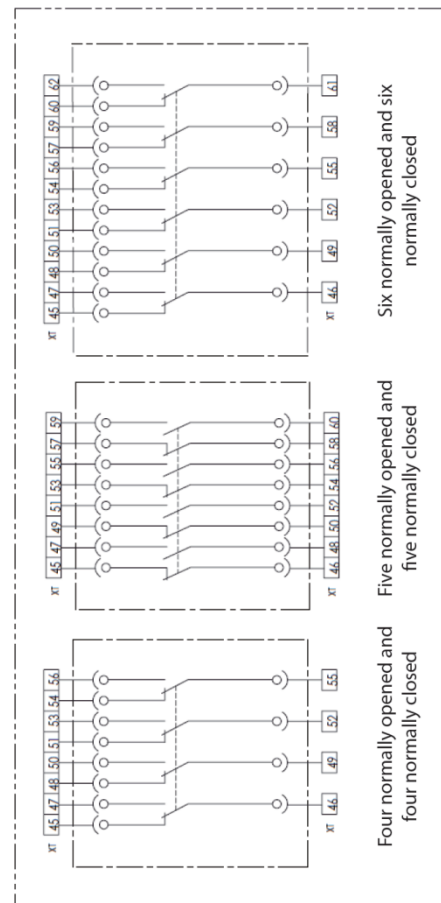 XT 45 47 48 50 51 53 54 56
XT 46 49 52 55
Four normally opened and
four normally closed
XT 45 47 49 51 53 55 57 59
XT 46 48 50 52 54 56 58 60
Five normally opened and
five normally closed
XT 45 47 48 50 51 53 54 56 57 59 60 62
XT 46 49 52 55 58 61
Six normally opened and six
normally closed